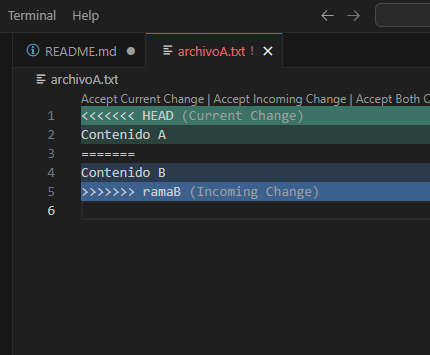 Terminal Help
README.md archivoA.txt !
archivoA.txt
Accept Current Change | Accept Incoming Change | Accept Both
1 <<<<<<< HEAD (Current Change)
2 Contenido A
3 =======
4 Contenido B
5 >>>>>>> ramaB (Incoming Change)
6